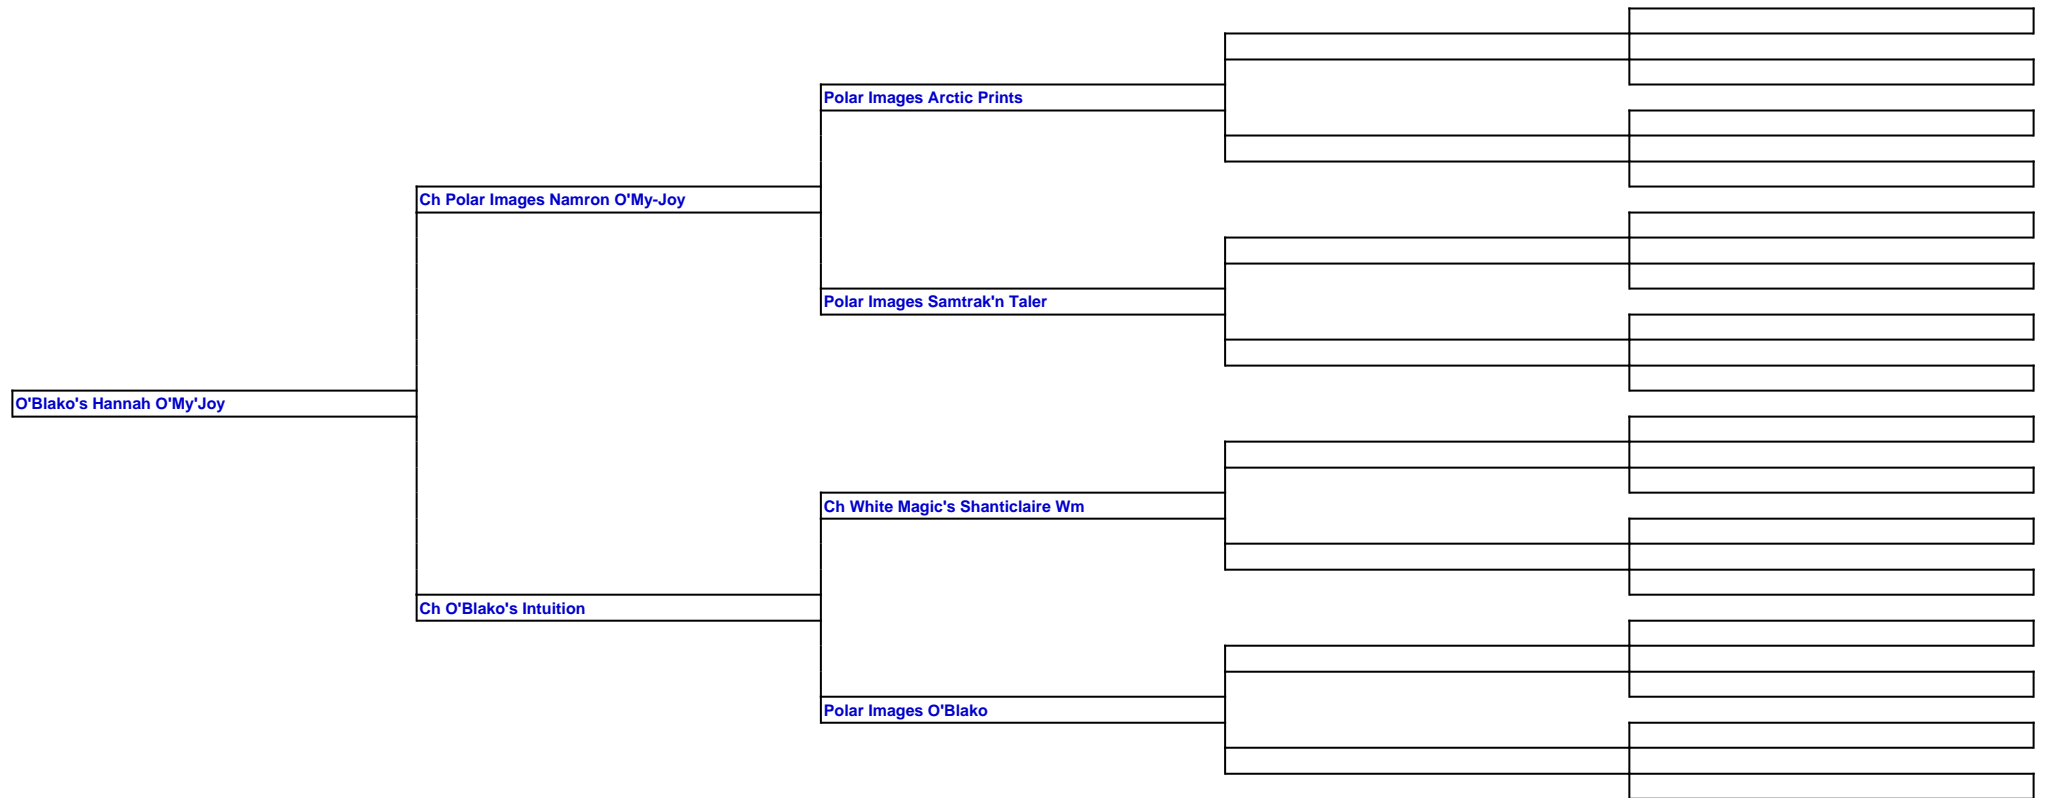 Polar Images Arctic Prints
Ch Polar Images Namron O'My-Joy
Polar Images Samtrak'n Taler
O'Blako's Hannah O'My'Joy
Ch White Magic's Shanticlaire Wm
Ch O'Blako's Intuition
Polar Images O'Blako